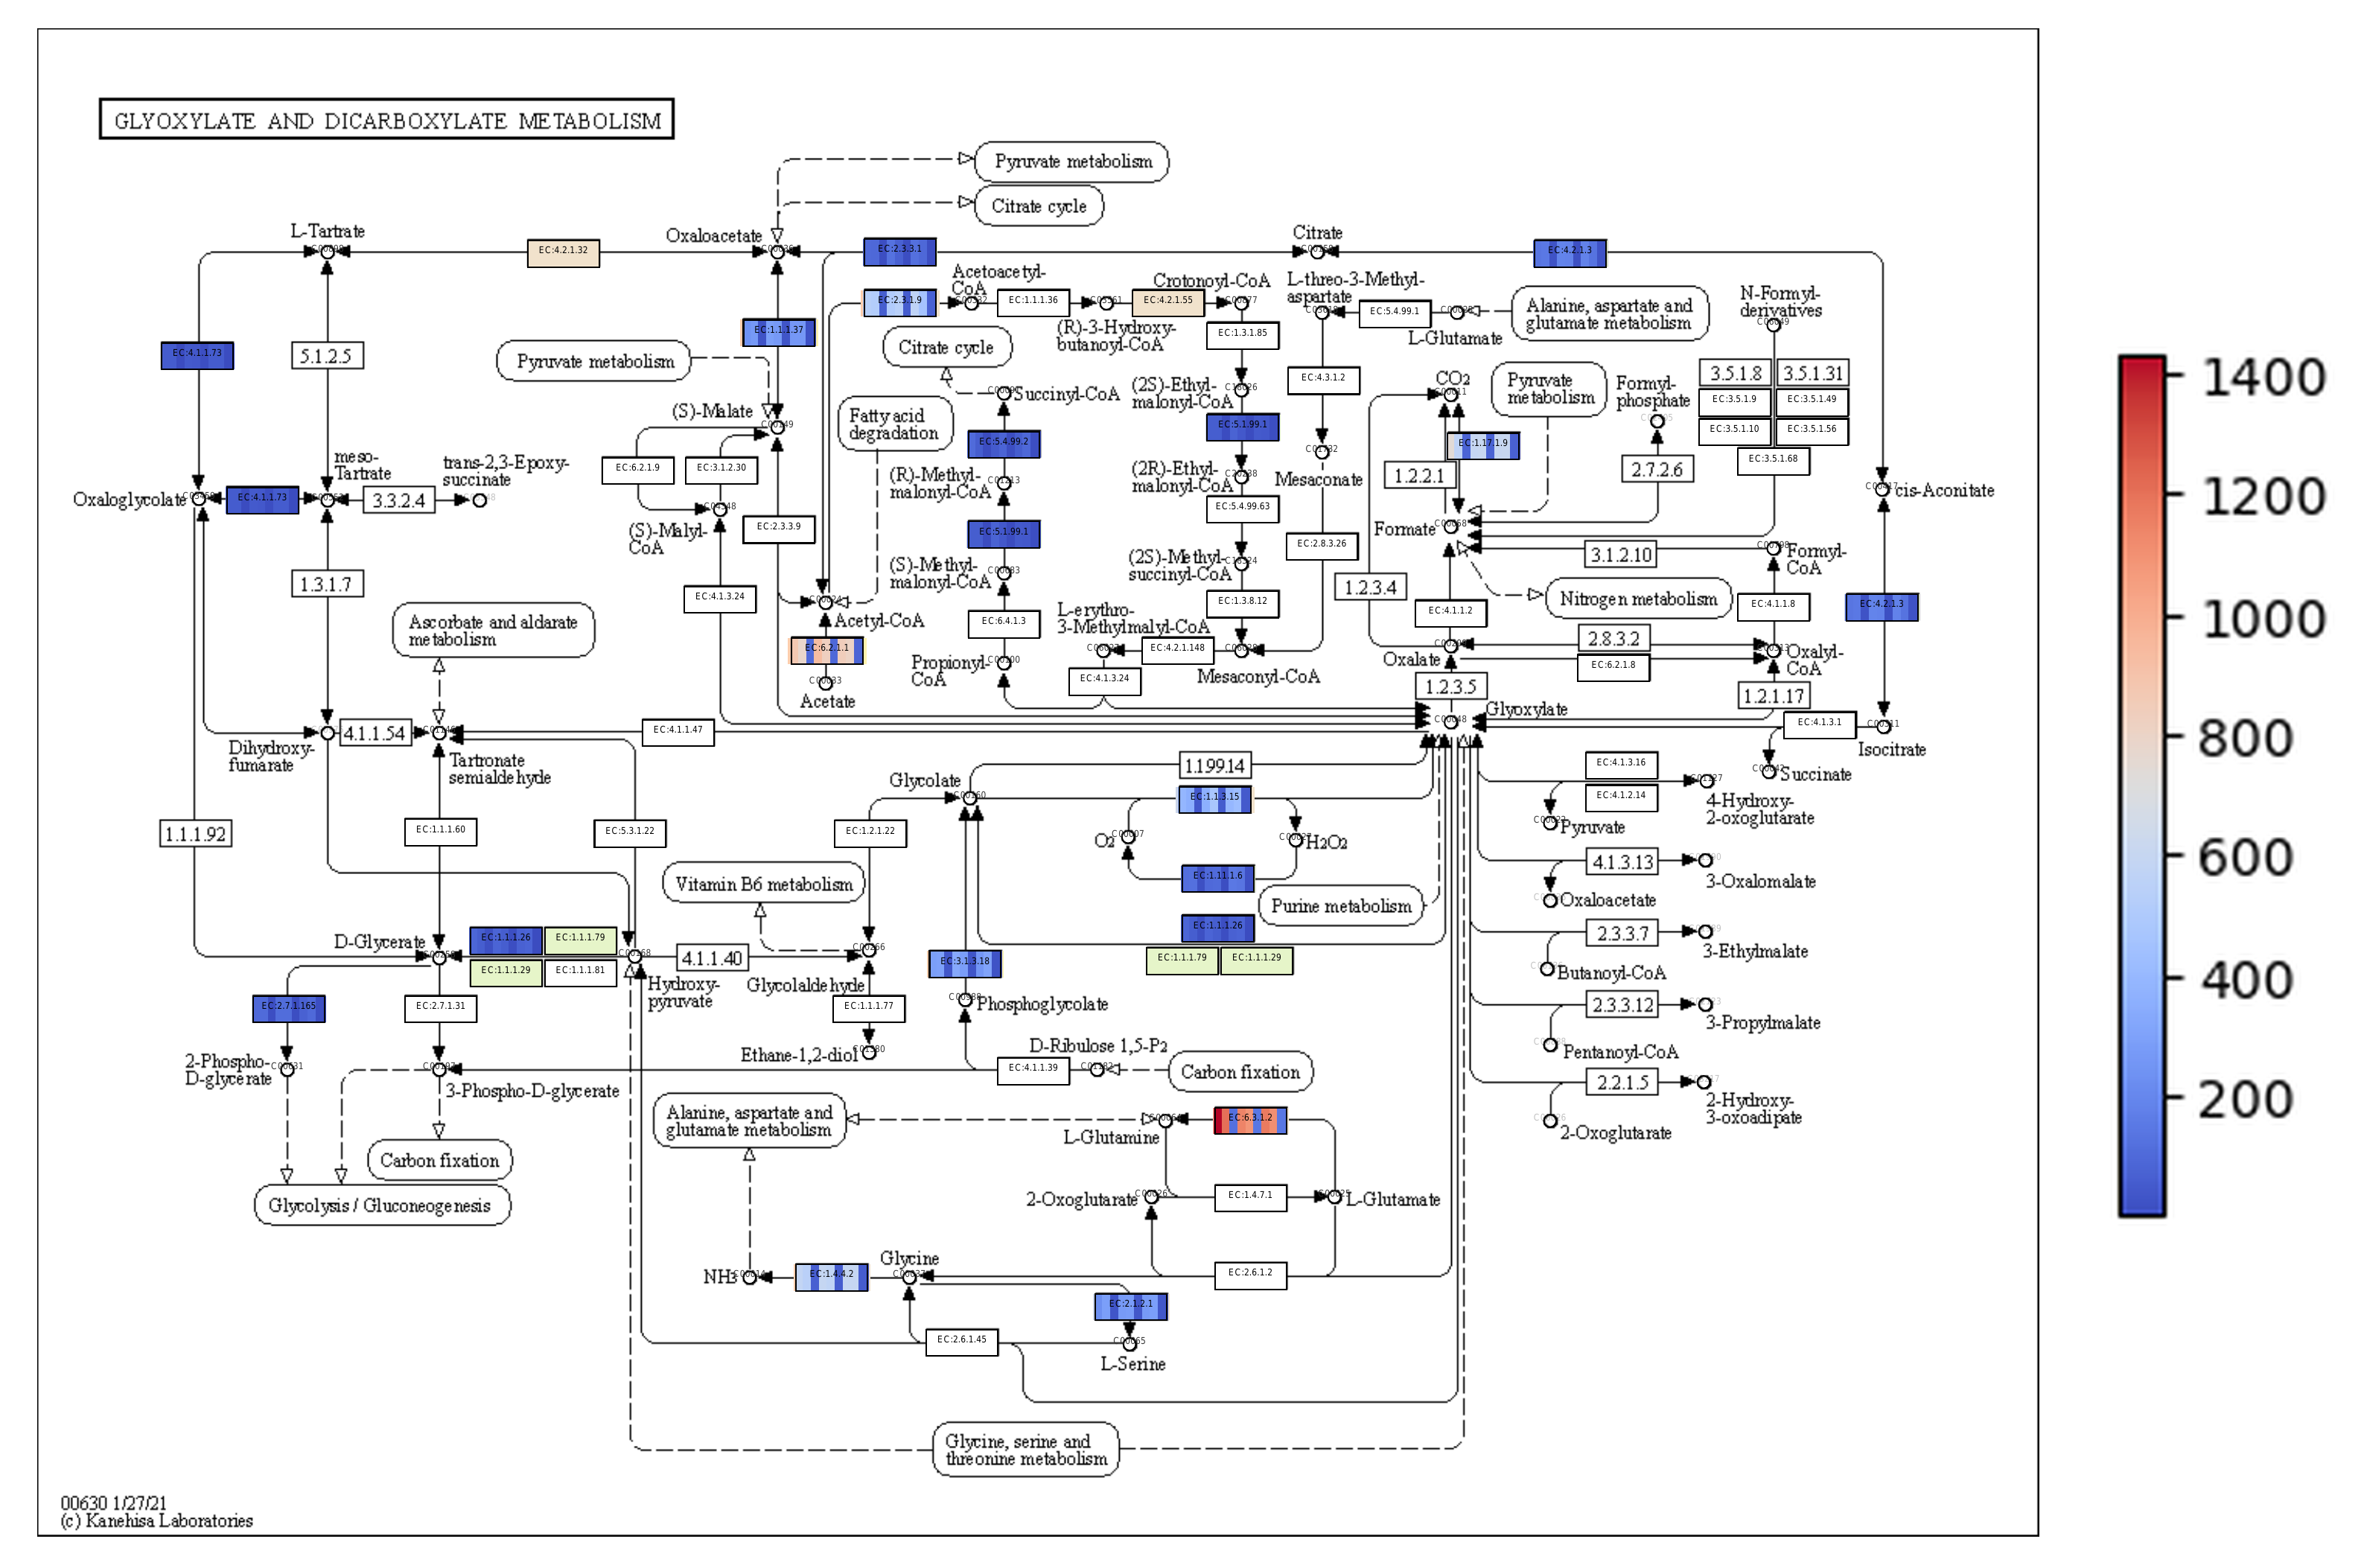 GLYOXYLATE AND DICARBOXYLATE METABOLISM
Pyruvate metabolism
Citrate cycle
L-Tartrate
EC:4.2.1.32
Oxaloacetate
EC:2.3.3.1
Citrate
EC:4.2.1.3
EC:2.3.1.9
Acetoacetyl-
CoA
EC:1.1.1.36
Crotonoyl-CoA
EC:4.2.1.55
(R)-3-Hydroxy-
butanoyl-CoA
L-threo-3-Methyl-
aspartate
EC:5.4.99.1
L-Glutamate
Alanine, aspartate and
glutamate metabolism
N-Formyl-
derivatives
EC:4.1.1.73
5.1.2.5
EC:1.1.1.37
Pyruvate metabolism
Citrate cycle
EC:1.3.1.85
EC:4.3.1.2
CO2
Pyruvate
metabolism
Formyl-
phosphate
3.5.1.8
3.5.1.31
EC:3.5.1.9
EC:3.5.1.49
EC:3.5.1.10
EC:3.5.1.56
EC:3.5.1.68
(S)-Malate
Fatty acid
degradation
Succinyl-CoA
(2S)-Ethyl-
malonyl-CoA
EC:5.4.99.2
EC:5.1.99.1
EC:1.17.1.9
1.2.2.1
2.7.2.6
meso-
Tartrate
trans-2,3-Epoxy-
succinate
EC:6.2.1.9
EC:3.1.2.30
(R)-Methyl-
malonyl-CoA
(2R)-Ethyl-
malonyl-CoA
Mesaconate
Oxaloglycolate
EC:4.1.1.73
3.3.2.4
cis-Aconitate
(S)-Malyl-
CoA
EC:2.3.3.9
EC:5.1.99.1
EC:5.4.99.63
EC:2.8.3.26
Formate
3.1.2.10
Formyl-
CoA
(S)-Methyl-
malonyl-CoA
(2S)-Methyl-
succinyl-CoA
1.3.1.7
EC:4.1.3.24
1.2.3.4
Nitrogen metabolism
EC:4.1.1.2
EC:4.1.1.8
EC:4.2.1.3
Ascorbate and aldarate
metabolism
Acetyl-CoA
EC:6.4.1.3
L-erythro-
3-Methylmalyl-CoA
EC:1.3.8.12
EC:6.2.1.1
Propionyl-
CoA
EC:4.2.1.148
EC:4.1.3.24
Mesaconyl-CoA
Oxalate
2.8.3.2
EC:6.2.1.8
Oxalyl-
CoA
Acetate
1.2.3.5
1.2.1.17
Glyoxylate
EC:4.1.3.1
Isocitrate
4.1.1.54
EC:4.1.1.47
Dihydroxy-
fumarate
Tartronate
semialdehyde
Succinate
Glycolate
1.1.99.14
EC:1.1.3.15
EC:4.1.3.16
EC:4.1.2.14
4-Hydroxy-
2-oxoglutarate
Pyruvate
1.1.1.92
EC:1.1.1.60
EC:5.3.1.22
EC:1.2.1.22
O2
H2O2
EC:1.11.1.6
4.1.3.13
3-Oxalomalate
Oxaloacetate
Vitamin B6 metabolism
Purine metabolism
D-Glycerate
EC:1.1.1.26
EC:1.1.1.79
EC:1.1.1.29
EC:1.1.1.81
EC:1.1.1.26
EC:1.1.1.79
EC:1.1.1.29
2.3.3.7
3-Ethylmalate
Butanoyl-CoA
4.1.1.40
Hydroxy-
pyruvate
Glycolaldehyde
EC:3.1.3.18
Phosphoglycolate
EC:2.7.1.165
EC:2.7.1.31
EC:1.1.1.77
2.3.3.12
3-Propylmalate
Pentanoyl-CoA
2-Phospho-
D-glycerate
Ethane-1,2-diol
D-Ribulose 1,5-P2
EC:4.1.1.39
Carbon fixation
3-Phospho-D-glycerate
2.2.1.5
2-Hydroxy-
3-oxoadipate
2-Oxoglutarate
Alanine, aspartate and
glutamate metabolism
L-Glutamine
EC:6.3.1.2
Carbon fixation
Glycolysis / Gluconeogenesis
2-Oxoglutarate
EC:1.4.7.1
L-Glutamate
Glycine
NH3
EC:1.4.4.2
EC:2.6.1.2
EC:2.1.2.1
EC:2.6.1.45
L-Serine
Glycine, serine and
threonine metabolism
00630 1/27/21
(c) Kanehisa Laboratories
1400
1200
1000
800
600
400
200